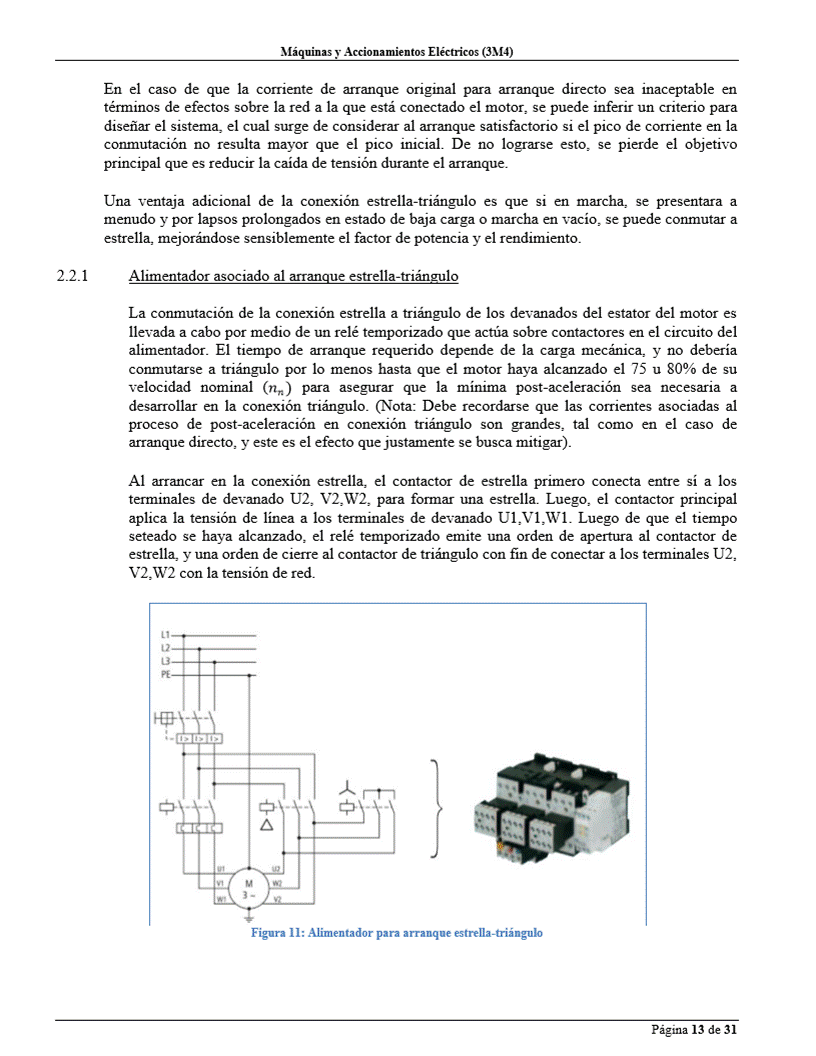 Máquinas y Accionamientos Eléctricos (3M4)
En el caso de que la corriente de arranque original para arranque directo sea inaceptable en
términos de efectos sobre la red a la que está conectado el motor, se puede inferir un criterio para
diseñar el sistema, el cual surge de considerar al arranque satisfactorio si el pico de corriente en la
conmutación no resulta mayor que el pico inicial. De no lograrse esto, se pierde el objetivo
principal que es reducir la caída de tensión durante el arranque.
Una ventaja adicional de la conexión estrella-triángulo es que si en marcha, se presentara a
menudo y por lapsos prolongados en estado de baja carga o marcha en vacío, se puede conmutar a
estrella, mejorándose sensiblemente el factor de potencia y el rendimiento.
2.2.1 Alimentador asociado al arranque estrella-triángulo
La conmutación de la conexión estrella a triángulo de los devanados del estator del motor es
llevada a cabo por medio de un relé temporizado que actúa sobre contactores en el circuito del
alimentador. El tiempo de arranque requerido depende de la carga mecánica, y no debería
conmutarse a triángulo por lo menos hasta que el motor haya alcanzado el 75 u 80% de su
velocidad nominal (nₙ) para asegurar que la mínima post-aceleración sea necesaria a
desarrollar en la conexión triángulo. (Nota: Debe recordarse que las corrientes asociadas al
proceso de post-aceleración en conexión triángulo son grandes, tal como en el caso de
arranque directo, y este es el efecto que justamente se busca mitigar).
Al arrancar en la conexión estrella, el contactor de estrella primero conecta entre sí a los
terminales de devanado U2, V2,W2, para formar una estrella. Luego, el contactor principal
aplica la tensión de línea a los terminales de devanado U1,V1,W1. Luego de que el tiempo
seteado se haya alcanzado, el relé temporizado emite una orden de apertura al contactor de
estrella, y una orden de cierre al contactor de triángulo con fin de conectar a los terminales U2,
V2,W2 con la tensión de red.
L1
L2
L3
PE
I> I> I>
U1 U2
V1 M W2
3 ~
W1 V2
Figura 11: Alimentador para arranque estrella-triángulo
Página 13 de 31